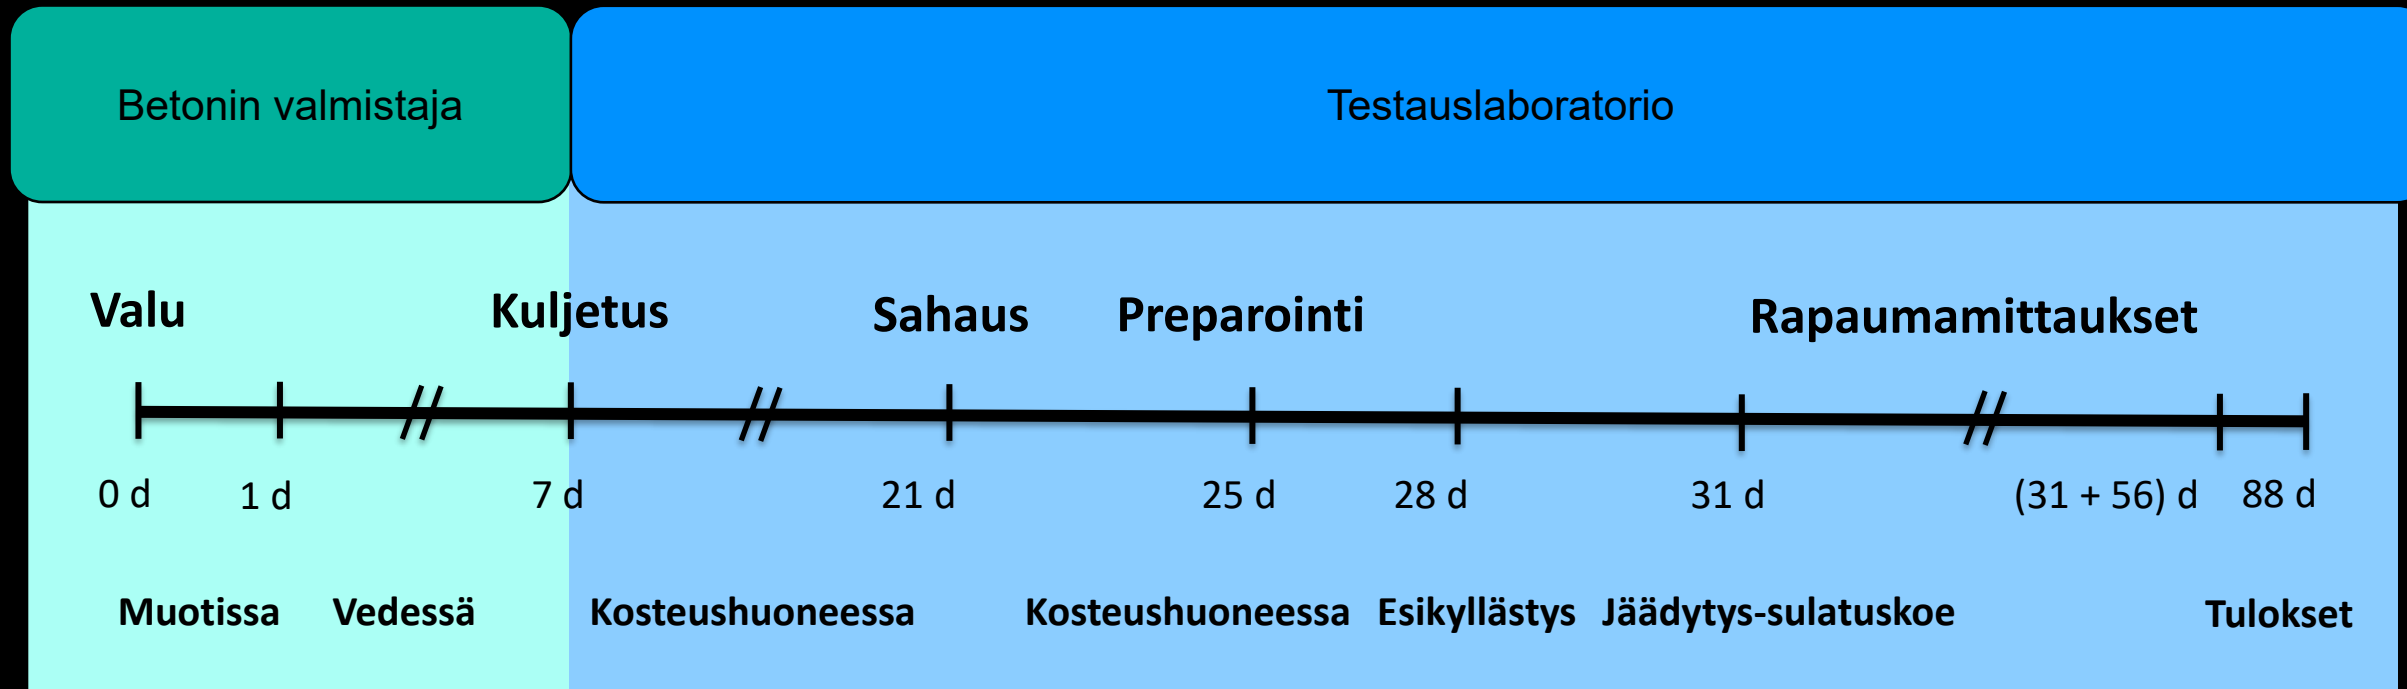 Betonin valmistaja
Testauslaboratorio
Valu
Kuljetus
Sahaus
Preparointi
Rapaumamittaukset
0 d
1 d
7 d
21 d
25 d
28 d
31 d
(31 + 56) d
88 d
Muotissa
Vedessä
Kosteushuoneessa
Kosteushuoneessa
Esikyllästys
Jäädytys-sulatuskoe
Tulokset